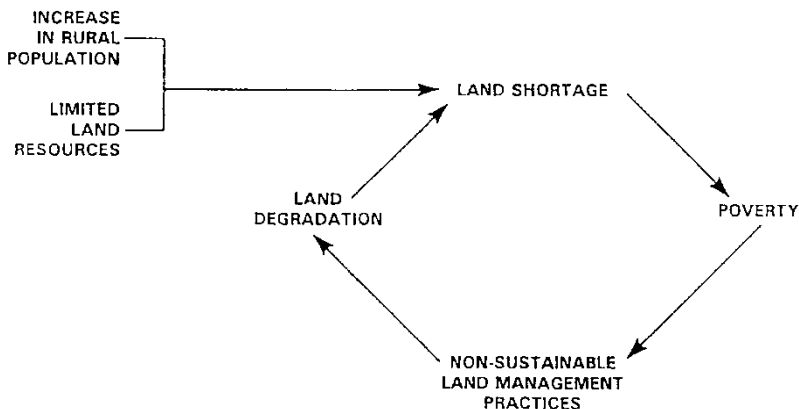 INCREASE
IN RURAL
POPULATION
LIMITED
LAND
RESOURCES
LAND SHORTAGE
LAND
DEGRADATION
POVERTY
NON-SUSTAINABLE
LAND MANAGEMENT
PRACTICES